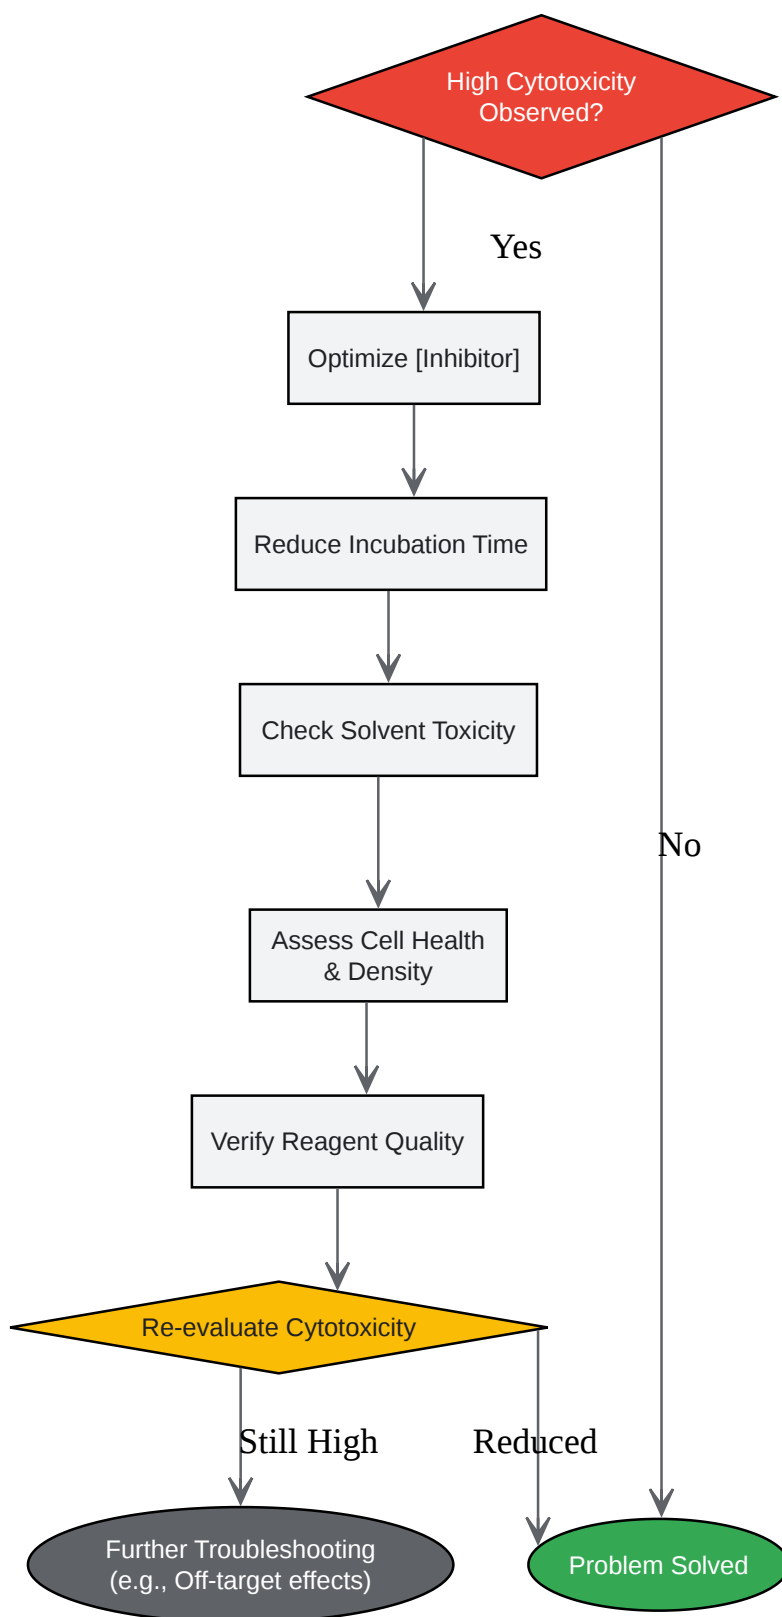 High Cytotoxicity
Observed?
Yes
Optimize [Inhibitor]
Reduce Incubation Time
Check Solvent Toxicity
No
Assess Cell Health
& Density
Verify Reagent Quality
Re-evaluate Cytotoxicity
Still High
Reduced
Further Troubleshooting
(e.g., Off-target effects)
Problem Solved